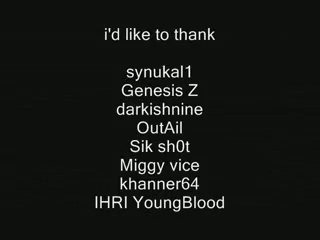 i'd like to thank
synukal1
Genesis Z
darkishnine
OutAil
Sik sh0t
Miggy vice
khanner64
IHRI YoungBlood